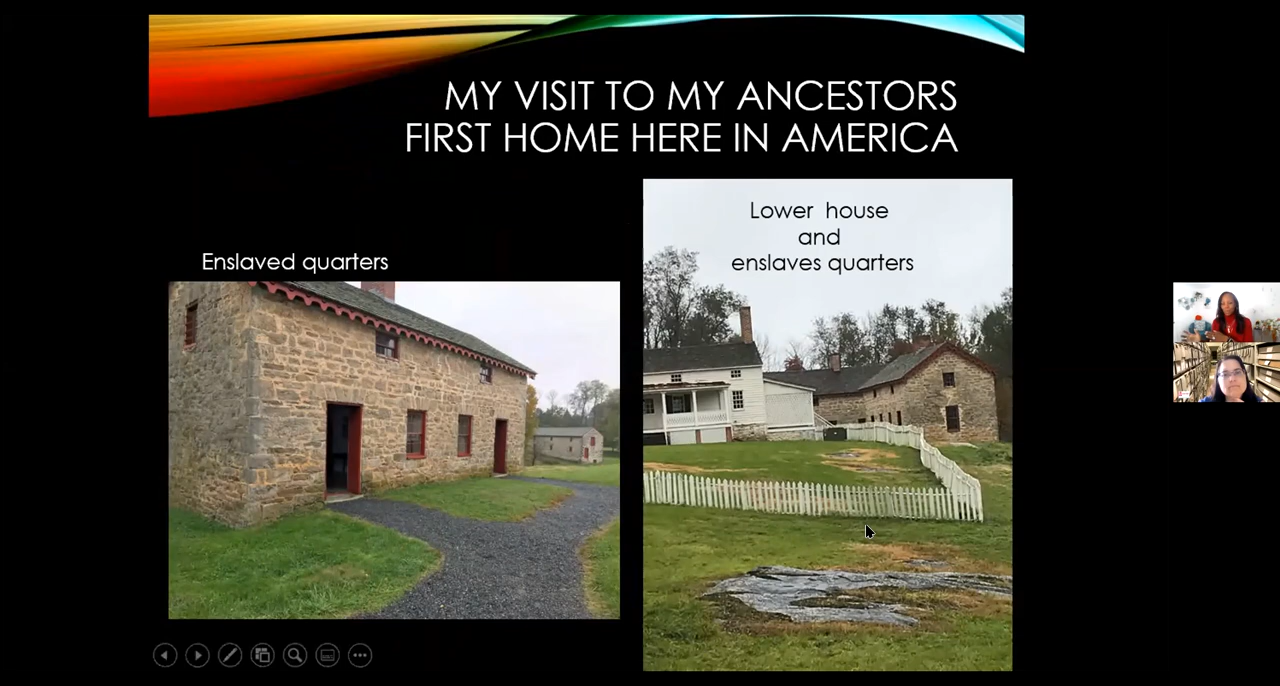 MY VISIT TO MY ANCESTORS
FIRST HOME HERE IN AMERICA
Enslaved quarters
Lower house
and
enslaves quarters